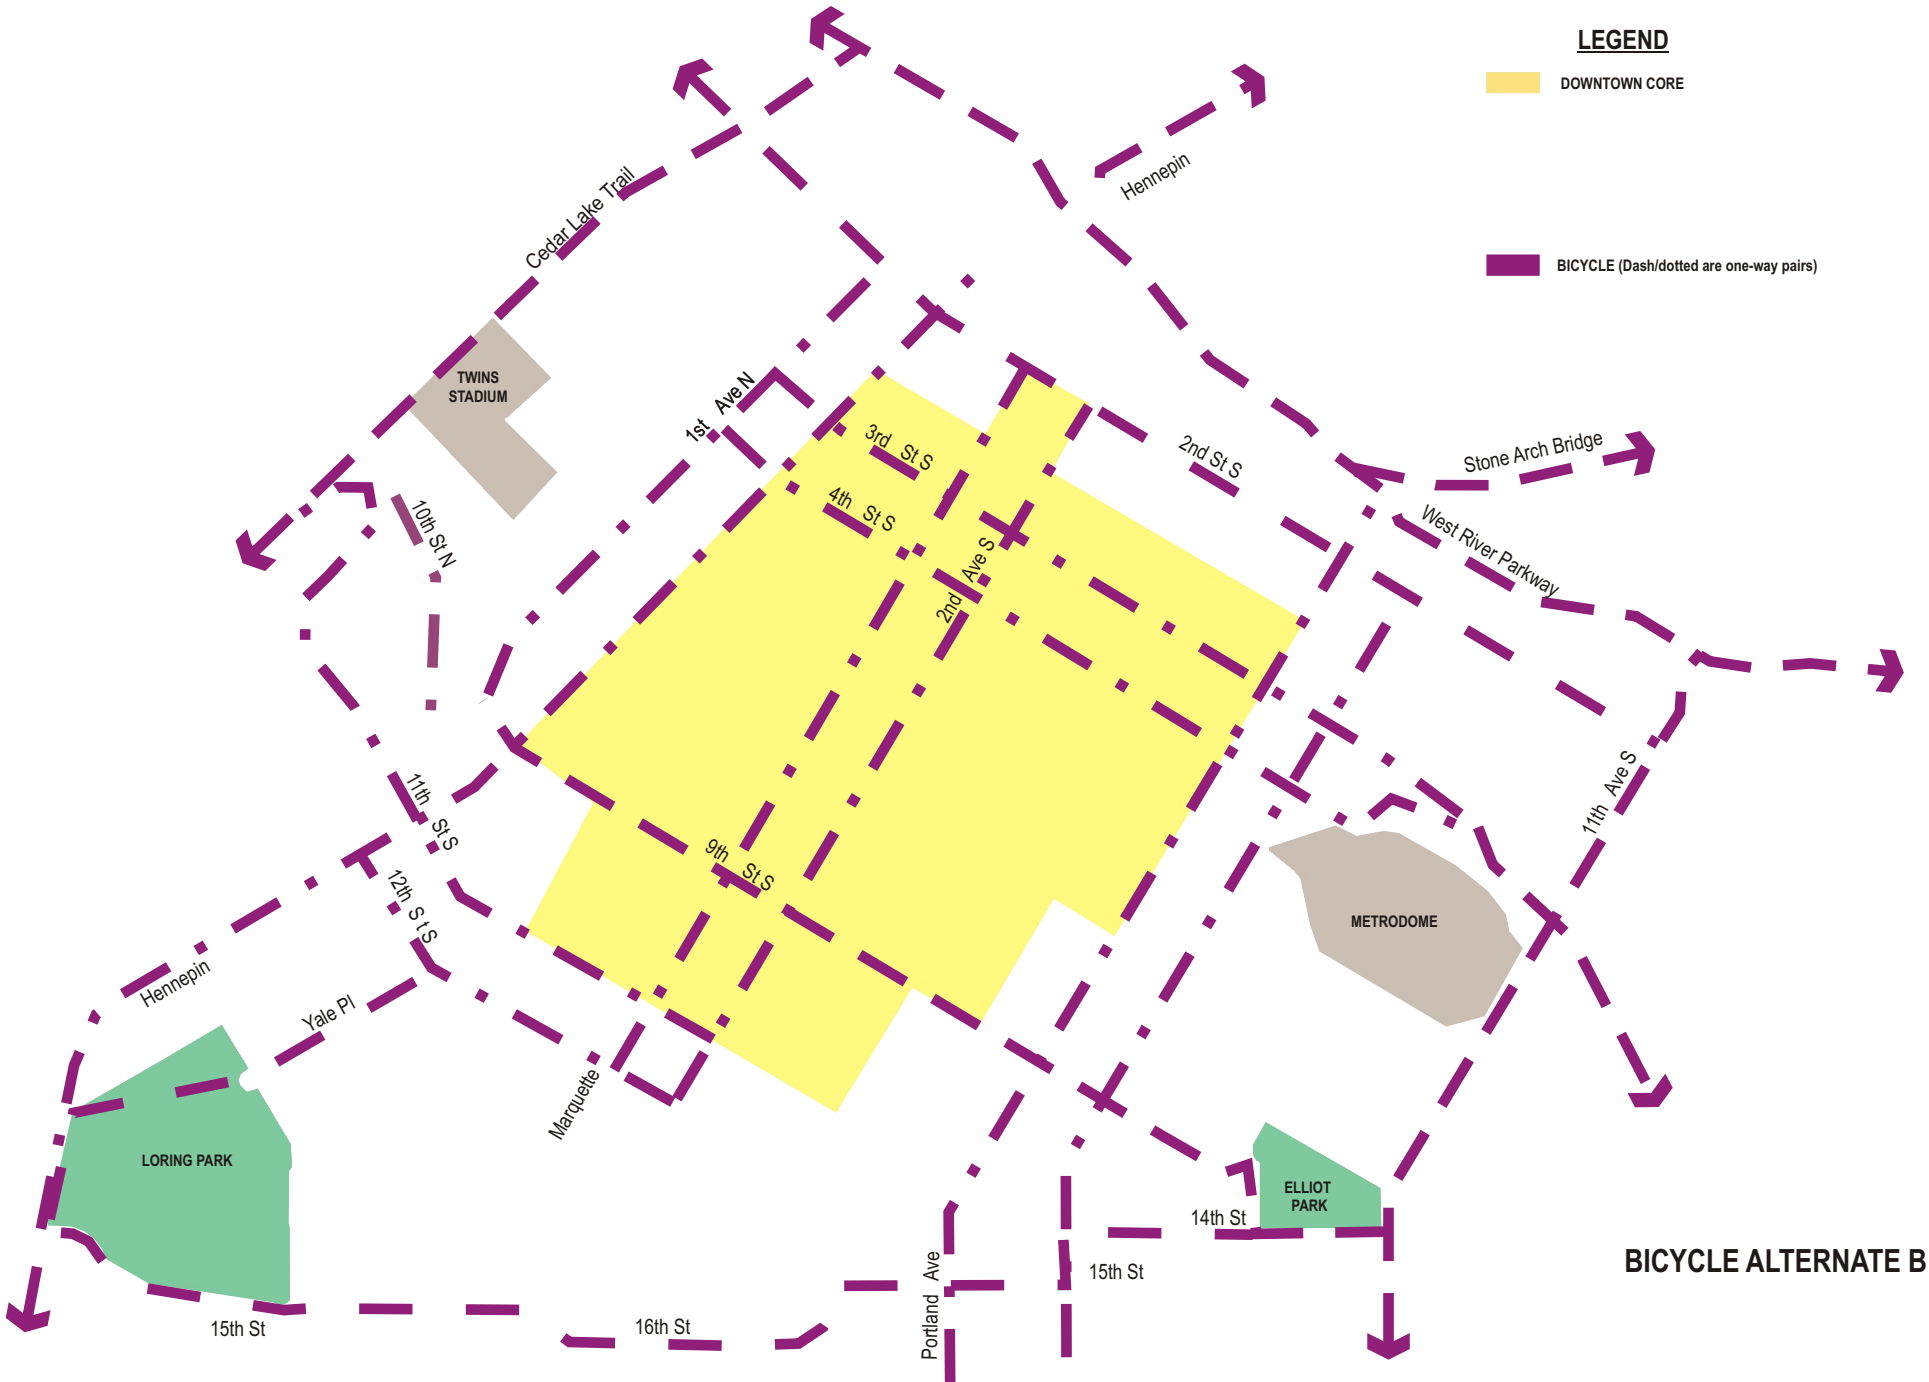 LEGEND
DOWNTOWN CORE
Hennepin
Cedar Lake Trail
BICYCLE (Dash/dotted are one-way pairs)
TWINS
STADIUM
1st Ave N
3rd St S
2nd St S
Stone Arch Bridge
4th St S
10th St N
West River Parkway
2nd Ave S
11th St S
11th Ave S
9th St S
12th S t S
METRODOME
Hennepin
Yale Pl
Marquette
LORING PARK
ELLIOT
PARK
14th St
15th St
Portland Ave
BICYCLE ALTERNATE B
15th St
16th St